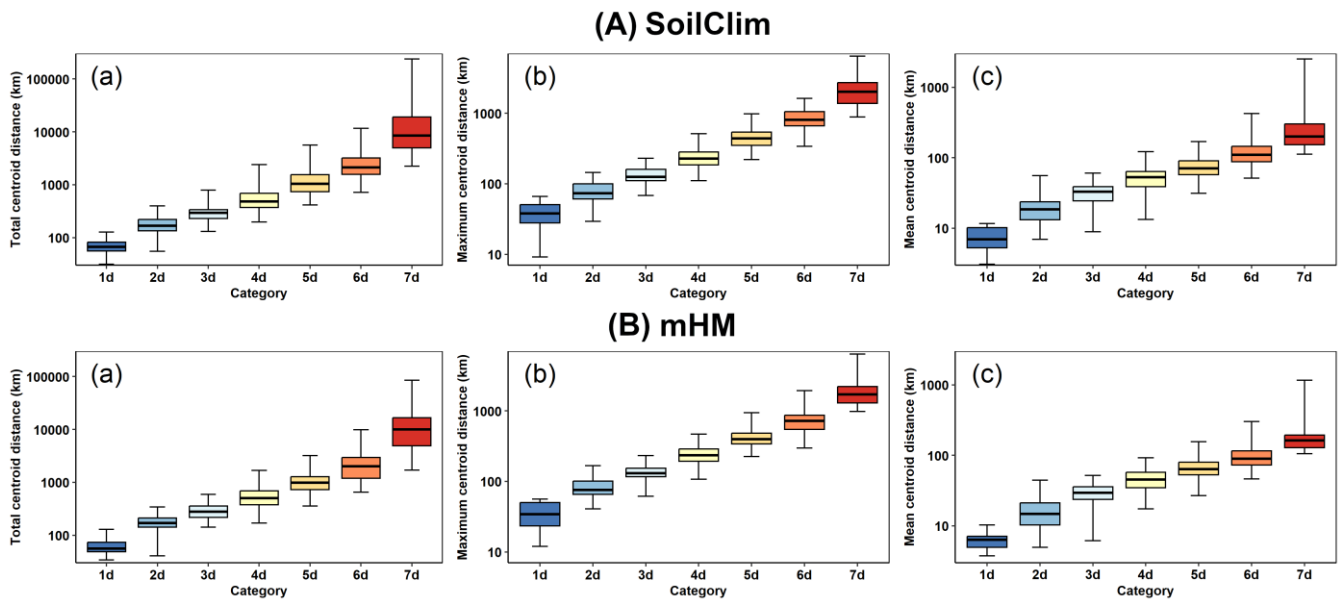 (A) SoilClim
(a)
Total centroid distance (km)
100000
10000
1000
100
1d 2d 3d 4d 5d 6d 7d
Category
(b)
Maximum centroid distance (km)
1000
100
10
1d 2d 3d 4d 5d 6d 7d
Category
(c)
Mean centroid distance (km)
1000
100
10
1d 2d 3d 4d 5d 6d 7d
Category
(B) mHM
(a)
Total centroid distance (km)
100000
10000
1000
100
1d 2d 3d 4d 5d 6d 7d
Category
(b)
Maximum centroid distance (km)
1000
100
10
1d 2d 3d 4d 5d 6d 7d
Category
(c)
Mean centroid distance (km)
1000
100
10
1d 2d 3d 4d 5d 6d 7d
Category